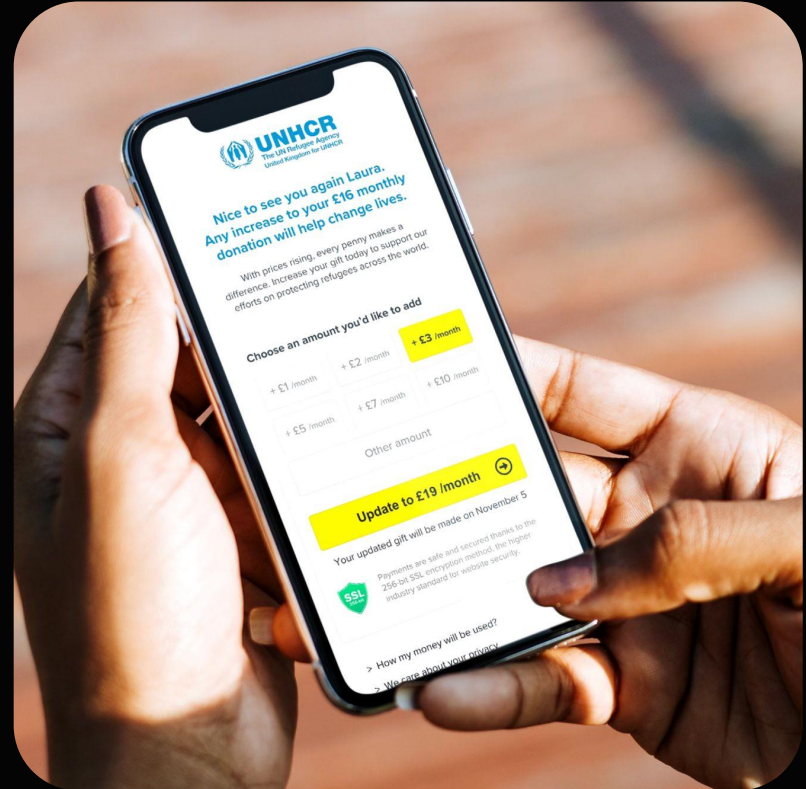 UNHCR
The UN Refugee Agency
United Kingdom for UNHCR
Nice to see you again Laura.
Any increase to your £16 monthly
donation will help change lives.
With prices rising, every penny makes a
difference. Increase your gift today to support our
efforts on protecting refugees across the world.
Choose an amount you'd like to add
+ £1 /month
+ £2 /month
+ £3 /month
+ £5 /month
+ £7 /month
+ £10 /month
Other amount
Update to £19 /month
Your updated gift will be made on November 5
SSL
Payments are safe and secured thanks to the
256-bit SSL encryption method, the higher
industry standard for website security.
> How my money will be used?
> We care about your privacy